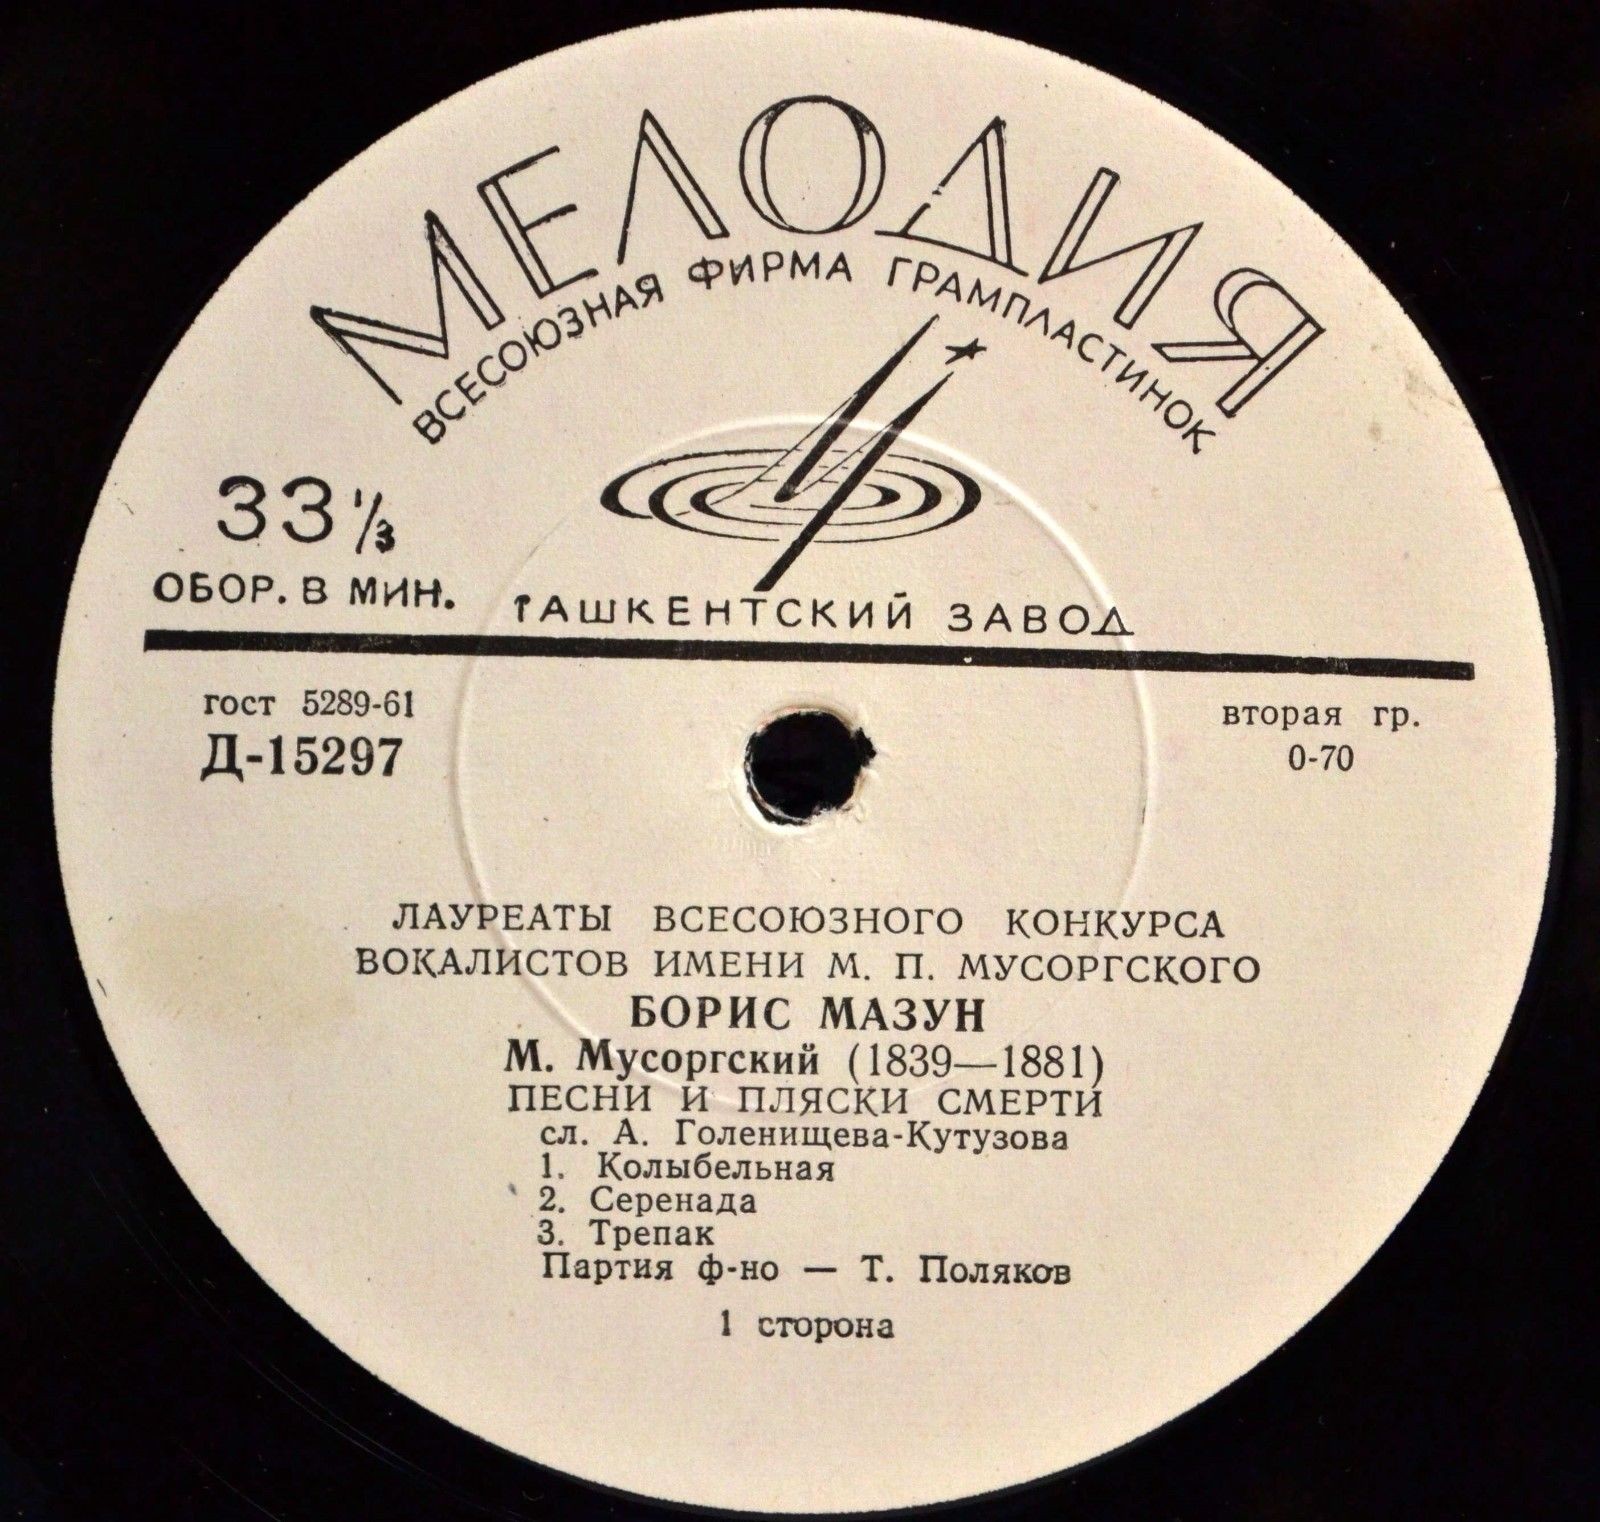 МЕЛОДИЯ
ВСЕСОЮЗНАЯ ФИРМА ГРАМПЛАСТИНОК
33 1/3
ОБОР. В МИН.
ТАШКЕНТСКИЙ ЗАВОД
гост 5289-61
Д-15297
вторая гр.
0-70
ЛАУРЕАТЫ ВСЕСОЮЗНОГО КОНКУРСА
ВОКАЛИСТОВ ИМЕНИ М. П. МУСОРГСКОГО
БОРИС МАЗУН
М. Мусоргский (1839—1881)
ПЕСНИ И ПЛЯСКИ СМЕРТИ
сл. А. Голенищева-Кутузова
1. Колыбельная
2. Серенада
3. Трепак
Партия ф-но — Т. Поляков
1 сторона